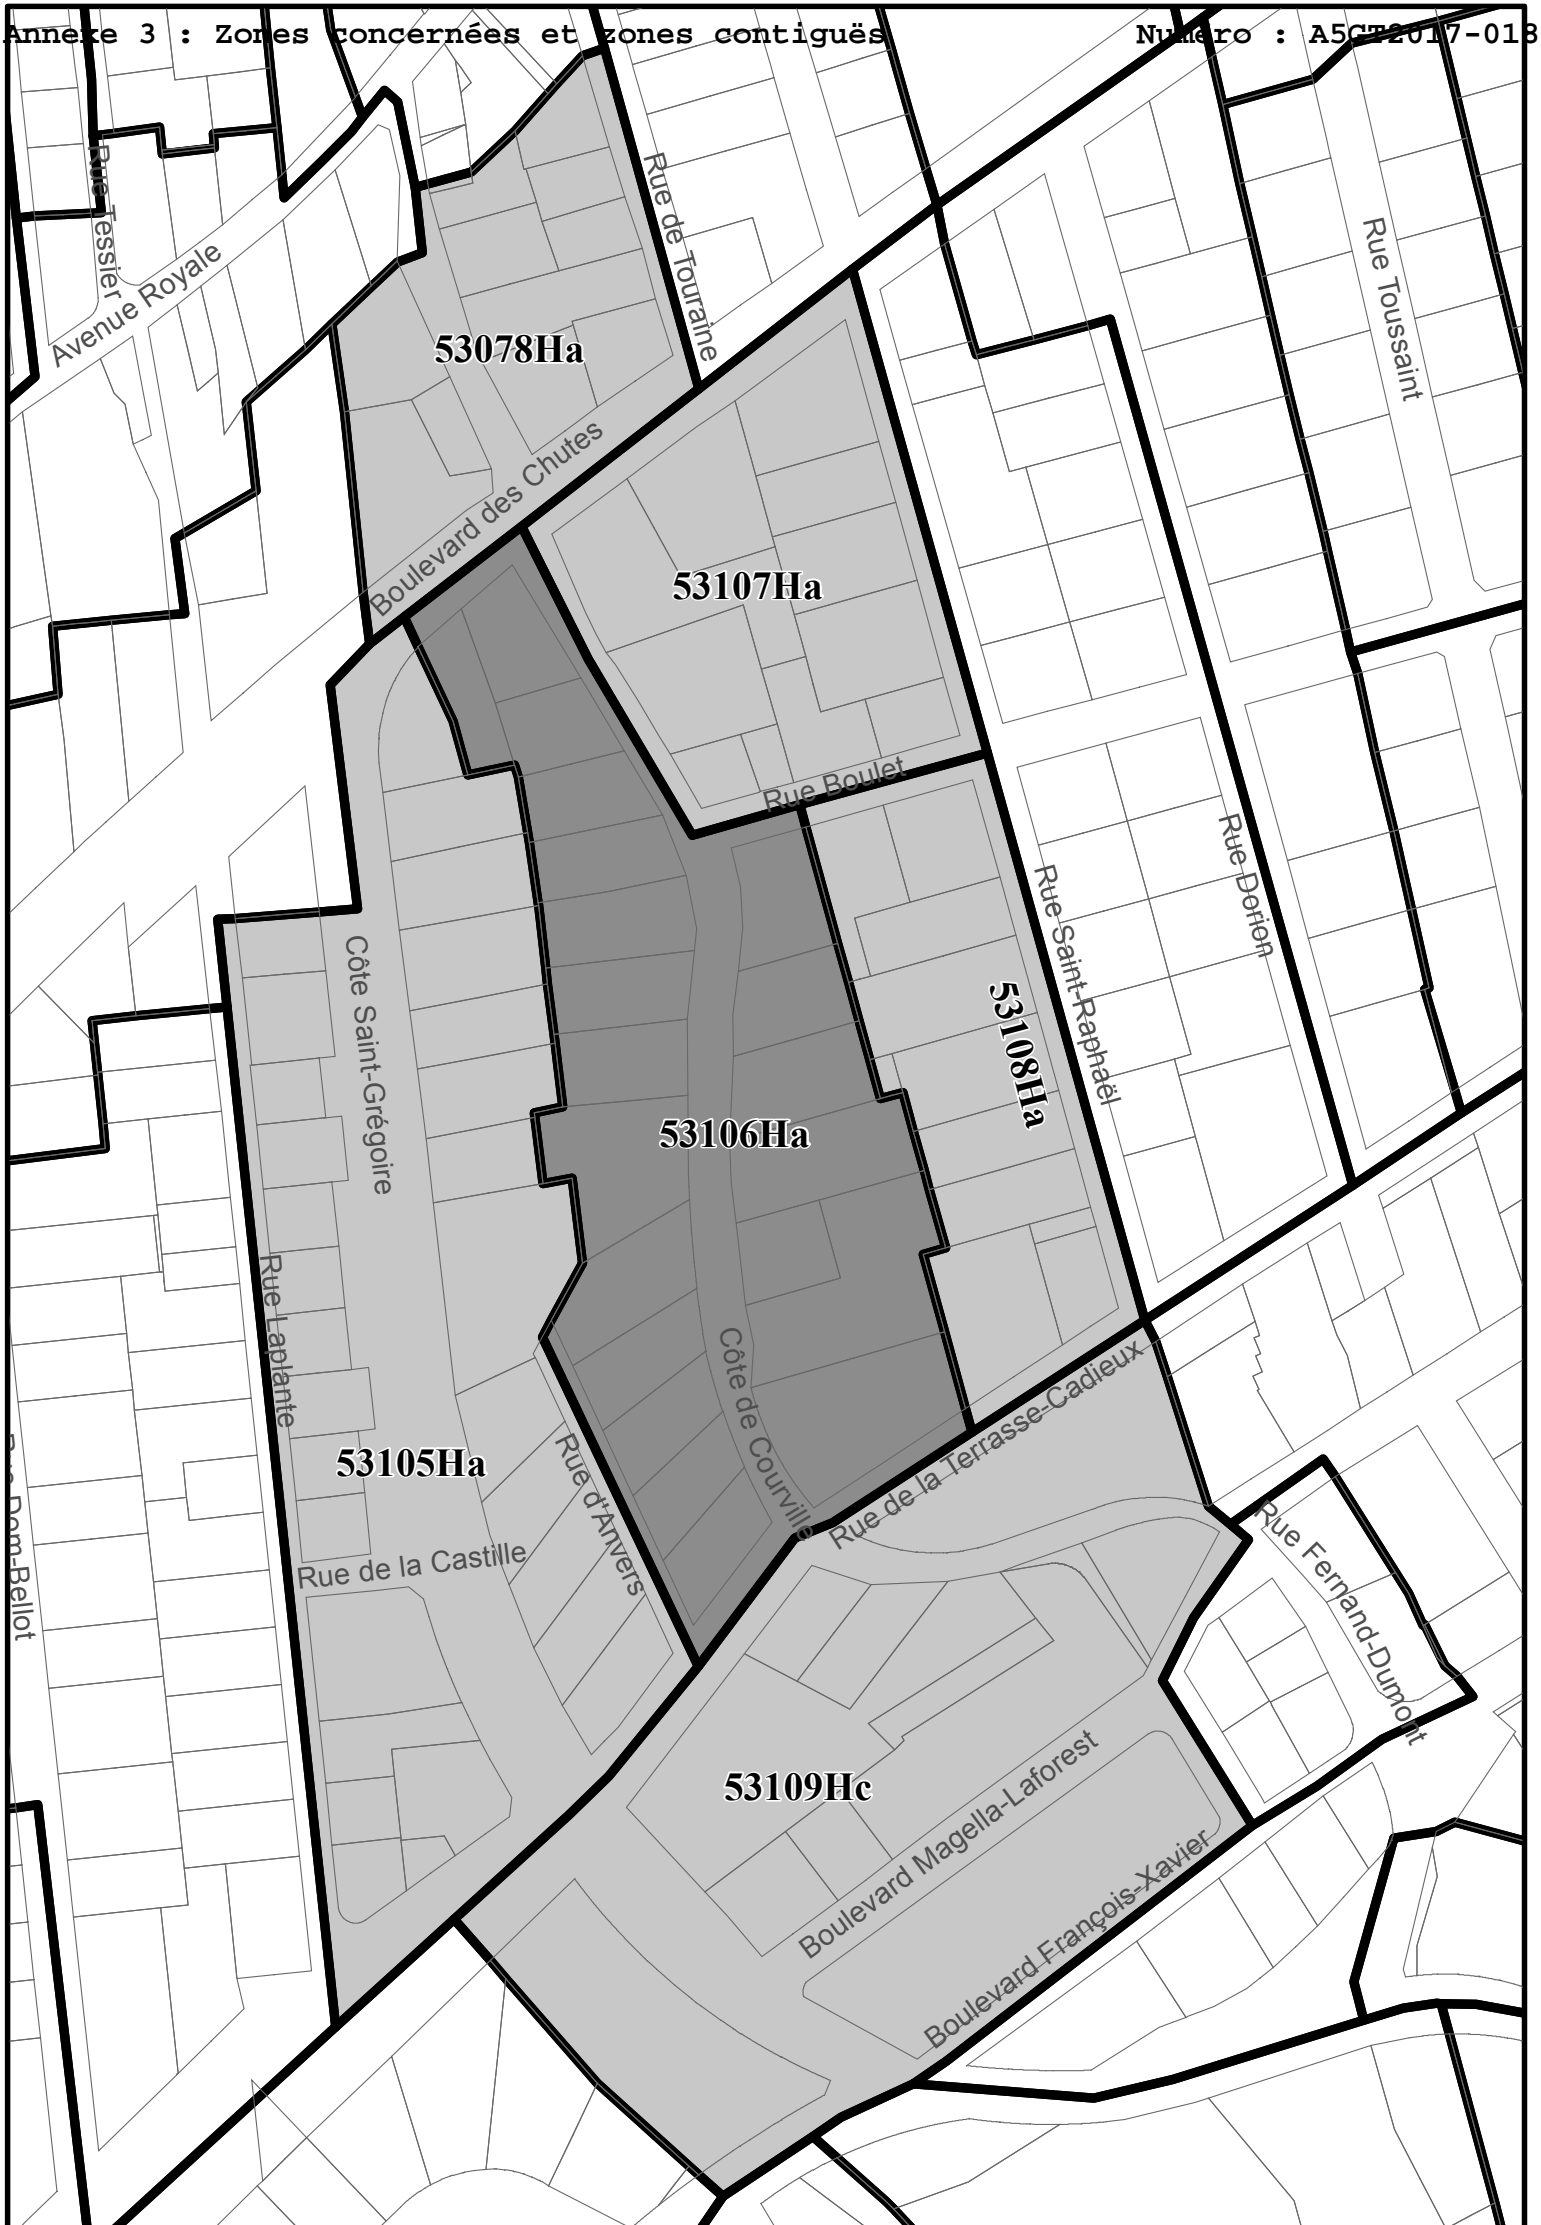 Annexe 3 : Zones concernées et zones contiguës
Numéro : A5GT2017-018
Rue Tessier
Avenue Royale
Rue de Touraine
Rue Toussaint
53078Ha
Boulevard des Chutes
53107Ha
Rue Boulet
Rue Dorion
Rue Saint-Raphaël
Côte Saint-Grégoire
53108Ha
53106Ha
Rue Laplante
Côte de Courville
Rue de la Terrasse-Cadieux
53105Ha
Rue d'Anvers
Rue Dom-Bellot
Rue de la Castille
Rue Fernand-Dumont
53109Hc
Boulevard Magella-Laforest
Boulevard François-Xavier